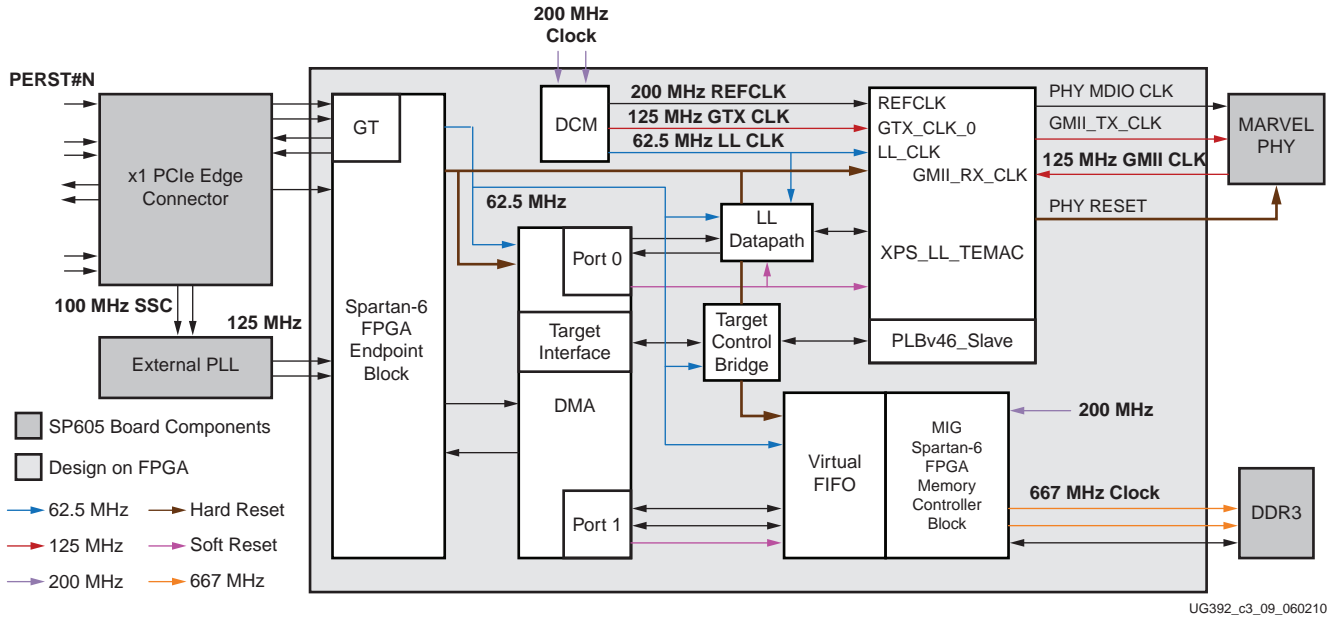 200 MHz
Clock
PERST#N
x1 PCIe Edge
Connector
GT
DCM
200 MHz REFCLK
125 MHz GTX CLK
62.5 MHz LL CLK
REFCLK
GTX_CLK_0
LL_CLK
GMII_RX_CLK
XPS_LL_TEMAC
PLBv46_Slave
PHY MDIO CLK
GMII_TX_CLK
125 MHz GMII CLK
PHY RESET
MARVEL
PHY
62.5 MHz
LL
Datapath
Port 0
Target
Interface
Target
Control
Bridge
DMA
Port 1
Spartan-6
FPGA
Endpoint
Block
100 MHz SSC
125 MHz
External PLL
SP605 Board Components
Design on FPGA
62.5 MHz
Hard Reset
125 MHz
Soft Reset
200 MHz
667 MHz
Virtual
FIFO
MIG
Spartan-6
FPGA
Memory
Controller
Block
200 MHz
667 MHz Clock
DDR3
UG392_c3_09_060210